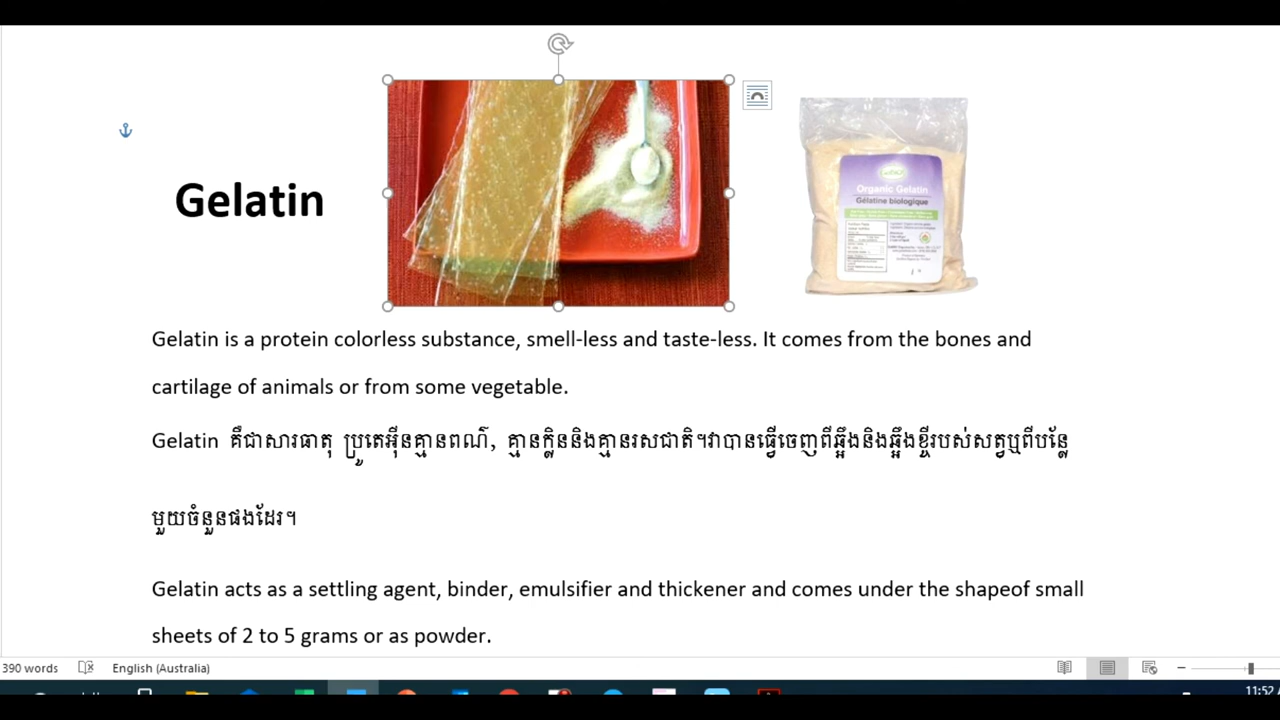 Gelatin
Organic Gelatin
Gélatine biologique
Gelatin is a protein colorless substance, smell-less and taste-less. It comes from the bones and
cartilage of animals or from some vegetable.
Gelatin គឺជាសារធាតុ ប្រូតេអ៊ីនគ្មានពណ៌, គ្មានក្លិននិងគ្មានរសជាតិ។វាបានធ្វើចេញពីឆ្អឹងនិងឆ្អឹងខ្ចីរបស់សត្វឬពីបន្លែ
មួយចំនួនផងដែរ។
Gelatin acts as a settling agent, binder, emulsifier and thickener and comes under the shapeof small
sheets of 2 to 5 grams or as powder.
390 words English (Australia)
11:52